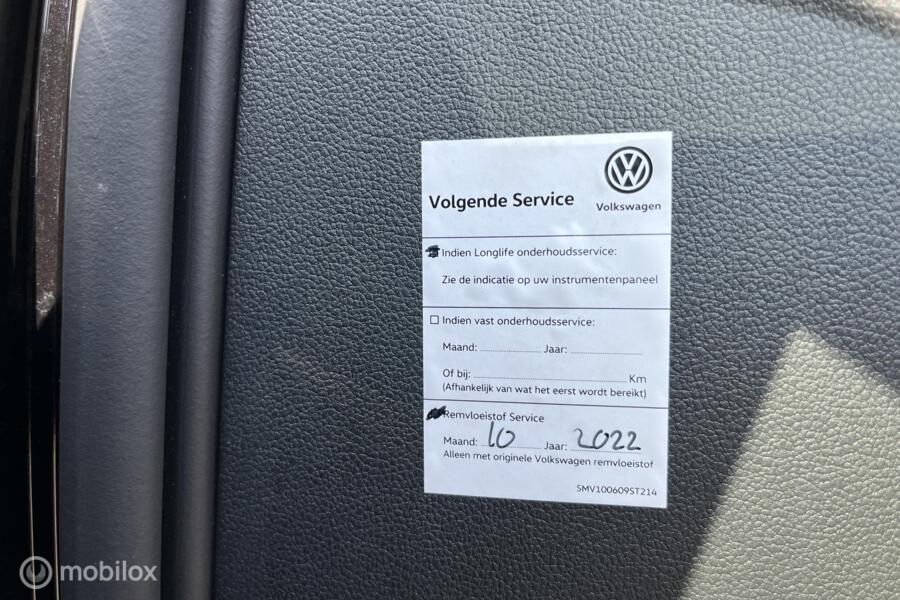 Volgende Service
Volkswagen
Indien Longlife onderhoudsservice:
Zie de indicatie op uw instrumentenpaneel
Indien vast onderhoudsservice:
Maand: Jaar:
Of bij: Km
(Afhankelijk van wat het eerst wordt bereikt)
Remvloeistof Service
Maand: 10 Jaar: 2022
Alleen met originele Volkswagen remvloeistof
SMV100609ST214
mobilox